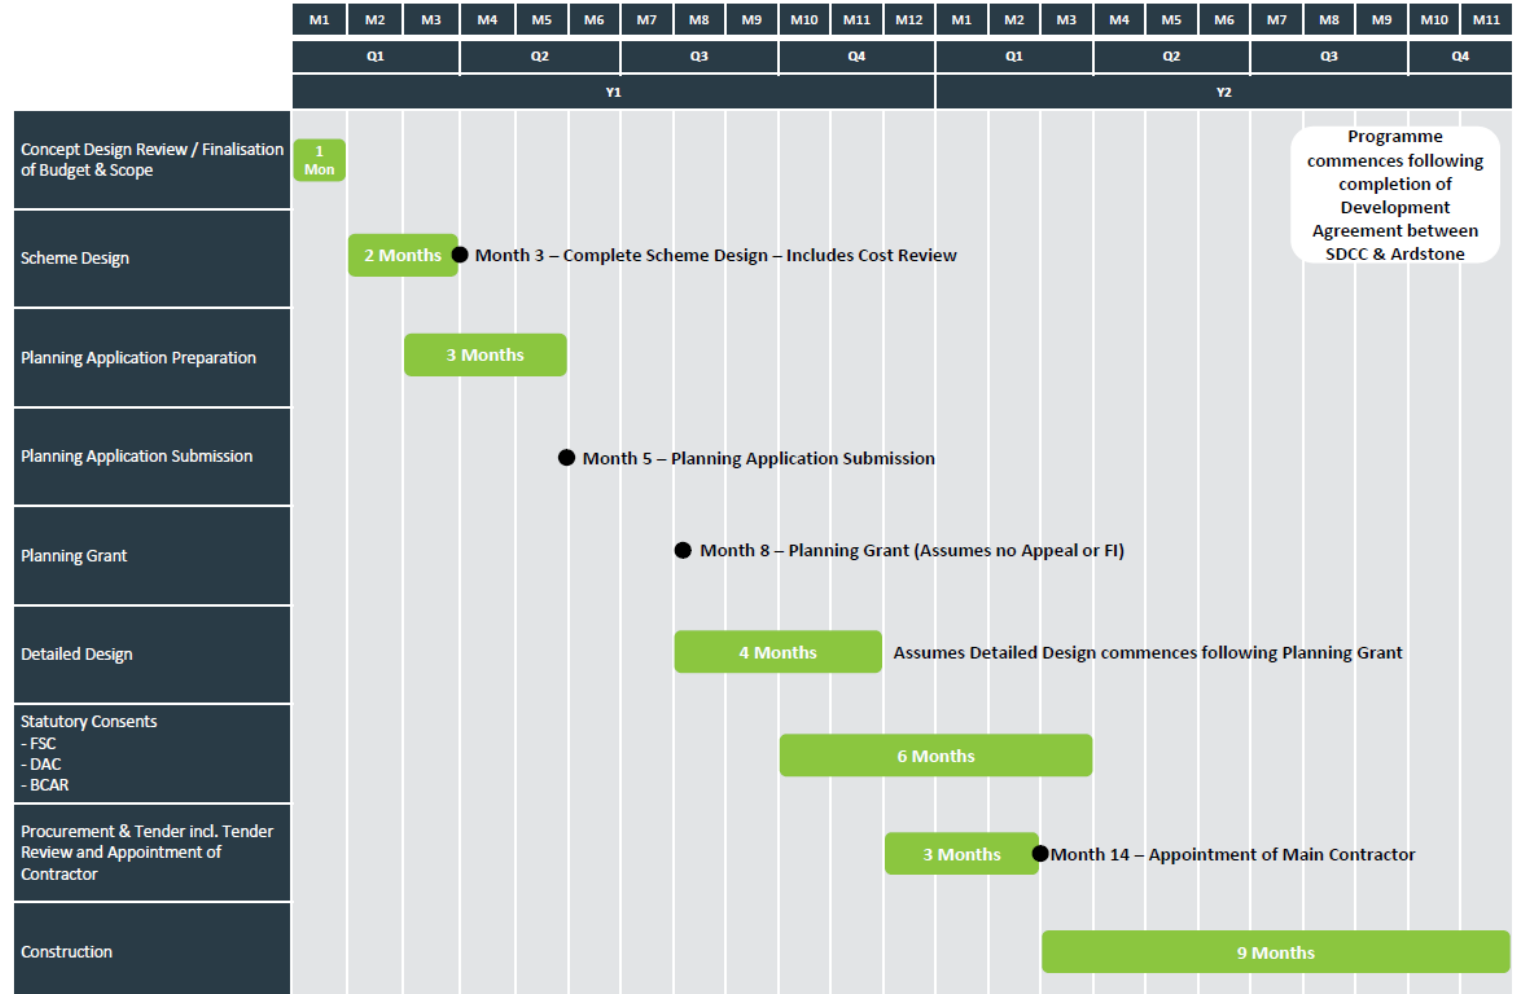 M1 M2 M3 M4 M5 M6 M7 M8 M9 M10 M11 M12 M1 M2 M3 M4 M5 M6 M7 M8 M9 M10 M11
Q1 Q2 Q3 Q4 Q1 Q2 Q3 Q4
Y1 Y2
Concept Design Review / Finalisation
of Budget & Scope
1
Mon
Programme
commences following
completion of
Development
Agreement between
SDCC & Ardstone
Scheme Design
2 Months
Month 3 – Complete Scheme Design – Includes Cost Review
Planning Application Preparation
3 Months
Planning Application Submission
Month 5 – Planning Application Submission
Planning Grant
Month 8 – Planning Grant (Assumes no Appeal or FI)
Detailed Design
4 Months
Assumes Detailed Design commences following Planning Grant
Statutory Consents
- FSC
- DAC
- BCAR
6 Months
Procurement & Tender incl. Tender
Review and Appointment of
Contractor
3 Months
Month 14 – Appointment of Main Contractor
Construction
9 Months